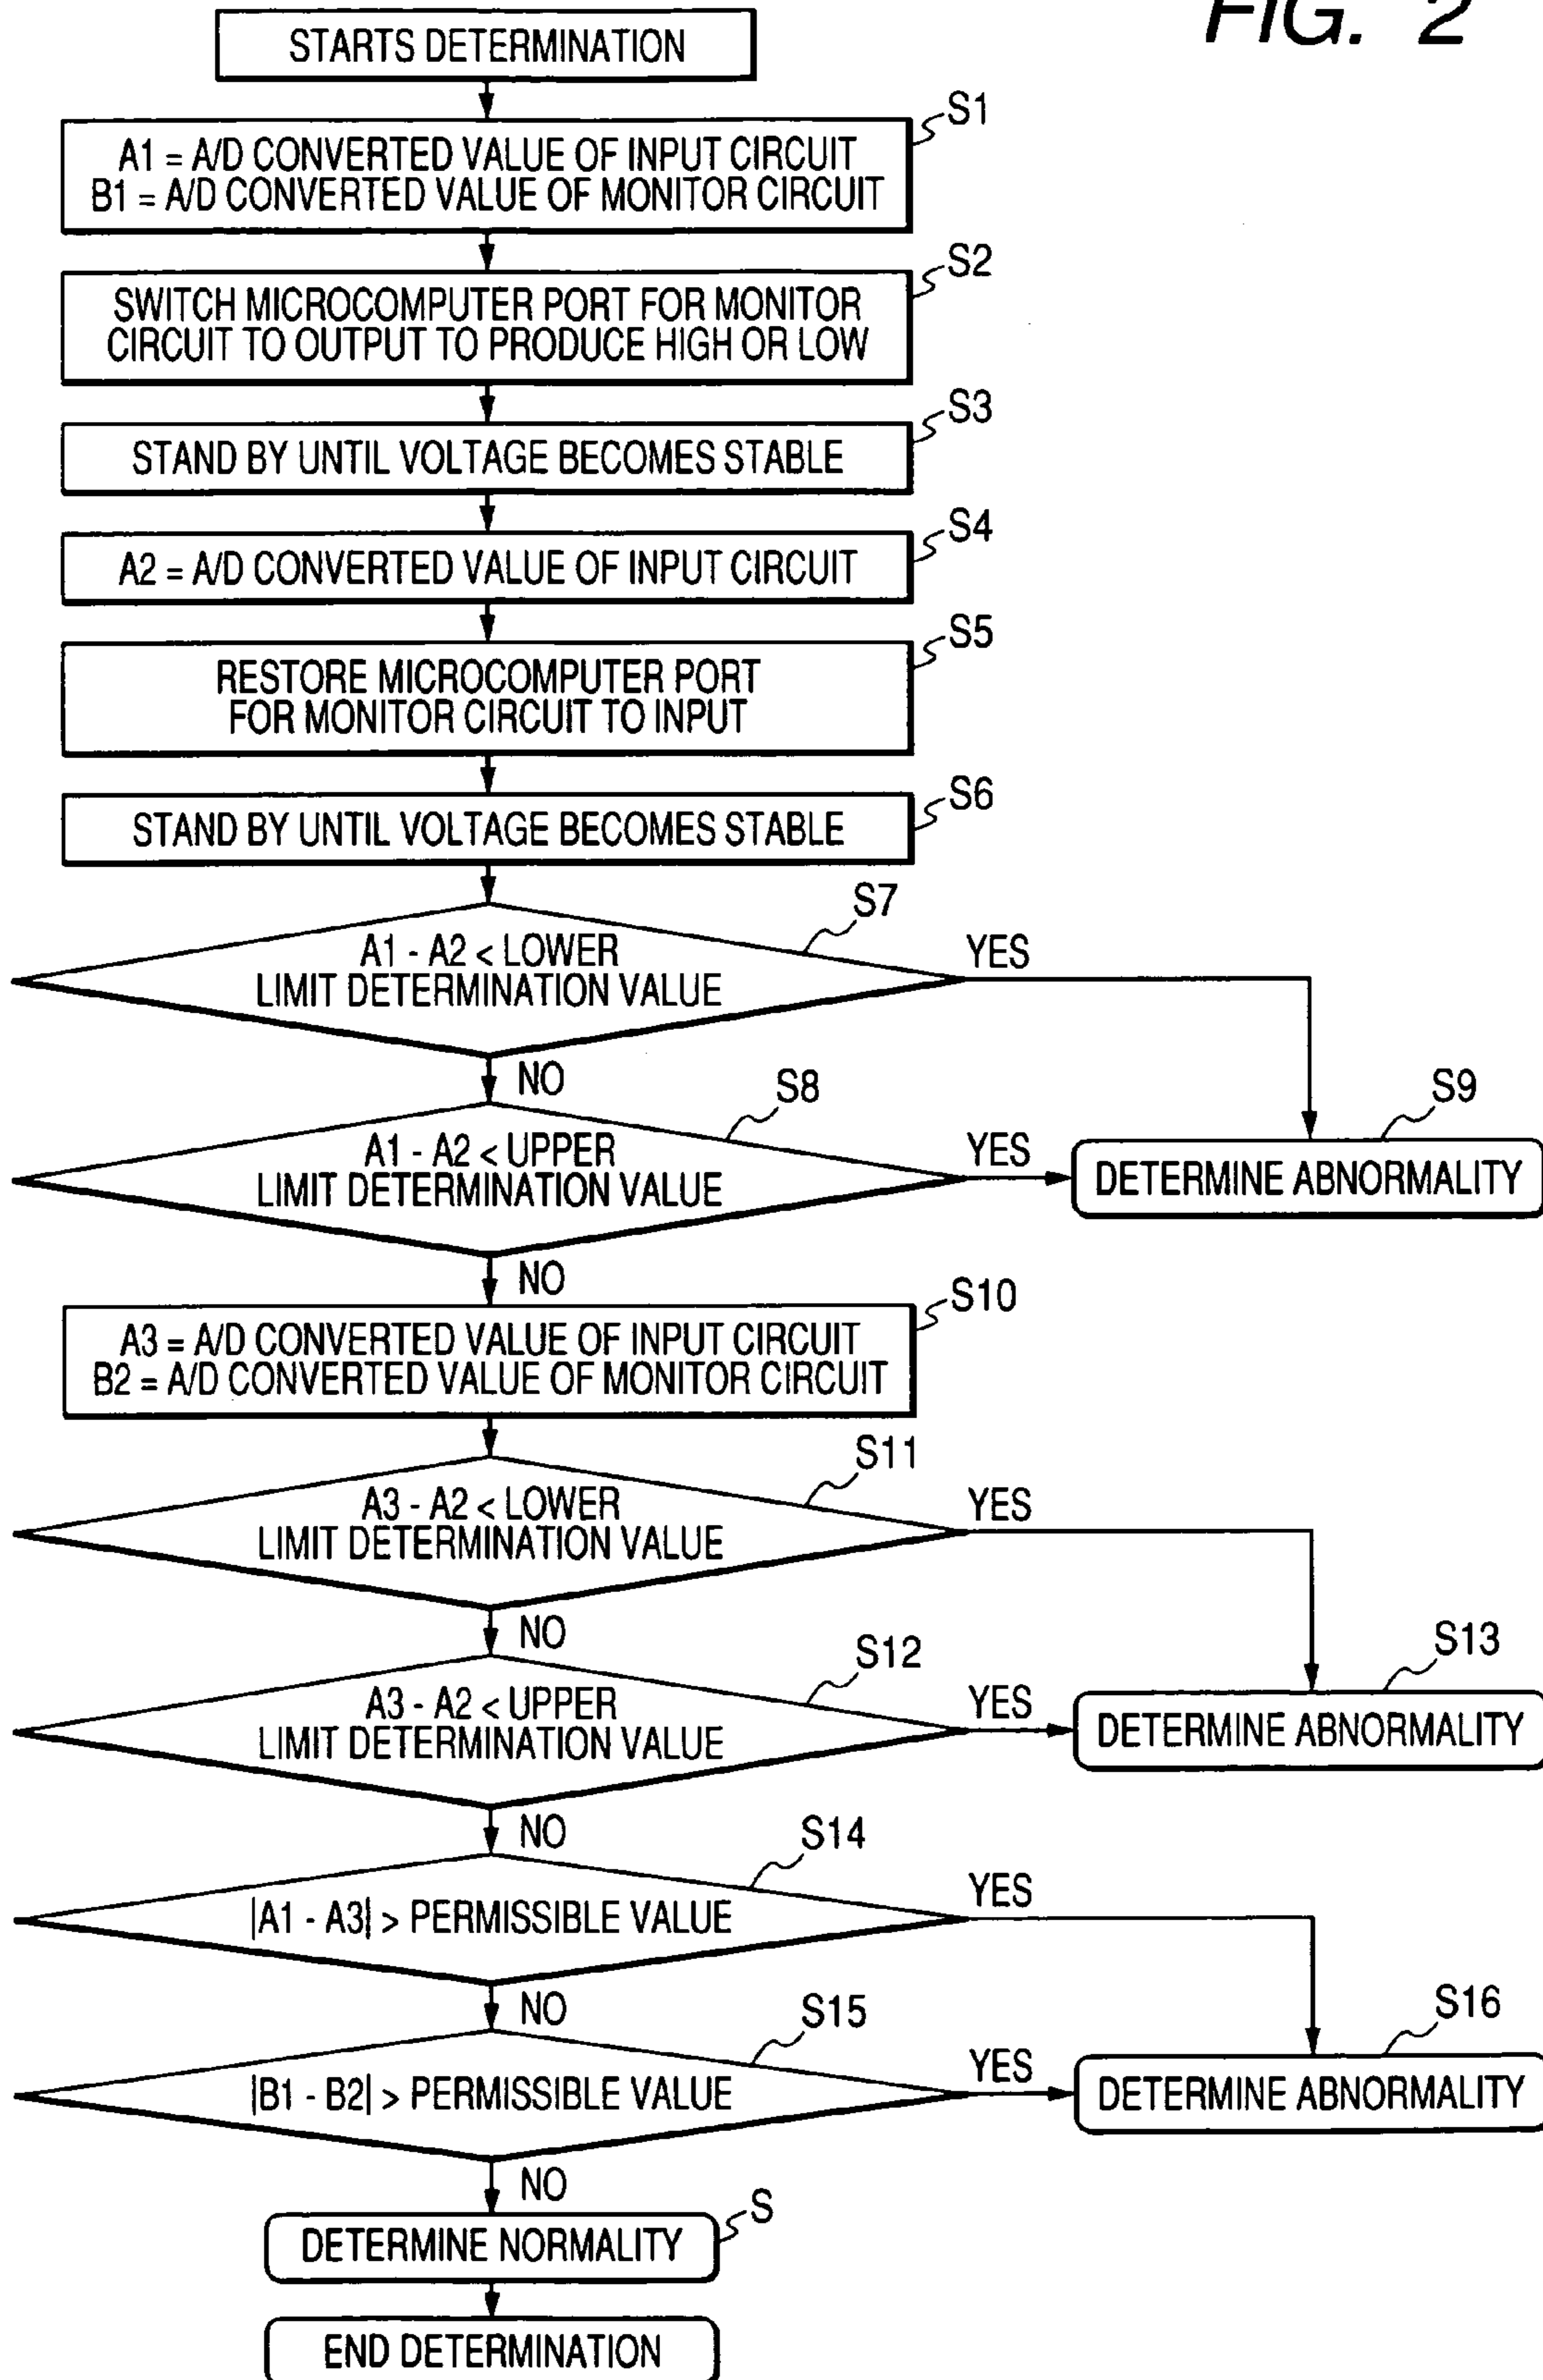 FIG. 2
STARTS DETERMINATION
S1
A1 = A/D CONVERTED VALUE OF INPUT CIRCUIT
B1 = A/D CONVERTED VALUE OF MONITOR CIRCUIT
S2
SWITCH MICROCOMPUTER PORT FOR MONITOR
CIRCUIT TO OUTPUT TO PRODUCE HIGH OR LOW
S3
STAND BY UNTIL VOLTAGE BECOMES STABLE
S4
A2 = A/D CONVERTED VALUE OF INPUT CIRCUIT
S5
RESTORE MICROCOMPUTER PORT
FOR MONITOR CIRCUIT TO INPUT
S6
STAND BY UNTIL VOLTAGE BECOMES STABLE
S7
A1 - A2 < LOWER
LIMIT DETERMINATION VALUE
YES
NO
S8
A1 - A2 < UPPER
LIMIT DETERMINATION VALUE
YES
S9
DETERMINE ABNORMALITY
NO
S10
A3 = A/D CONVERTED VALUE OF INPUT CIRCUIT
B2 = A/D CONVERTED VALUE OF MONITOR CIRCUIT
S11
A3 - A2 < LOWER
LIMIT DETERMINATION VALUE
YES
NO
S12
A3 - A2 < UPPER
LIMIT DETERMINATION VALUE
YES
S13
DETERMINE ABNORMALITY
NO
S14
|A1 - A3| > PERMISSIBLE VALUE
YES
NO
S15
|B1 - B2| > PERMISSIBLE VALUE
YES
S16
DETERMINE ABNORMALITY
NO
S
DETERMINE NORMALITY
END DETERMINATION